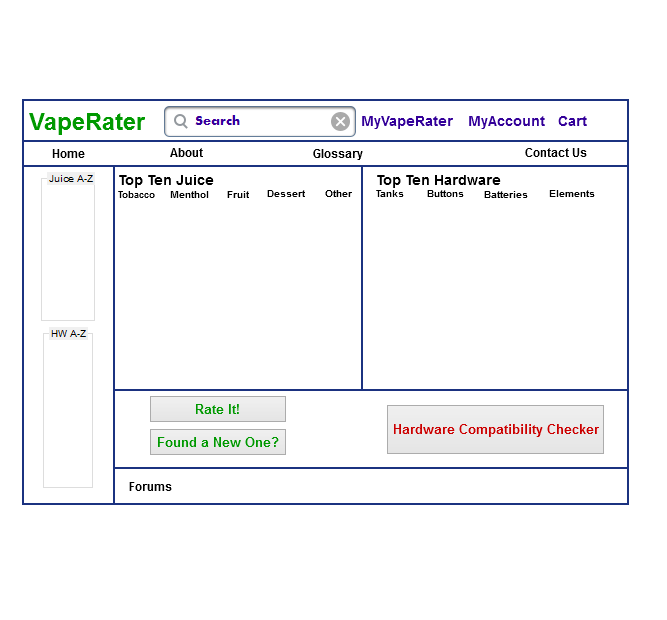 VapeRater Search MyVapeRater MyAccount Cart
Home About Glossary Contact Us
Juice A-Z
HW A-Z
Top Ten Juice
Tobacco Menthol Fruit Dessert Other
Top Ten Hardware
Tanks Buttons Batteries Elements
Rate It!
Found a New One?
Hardware Compatibility Checker
Forums